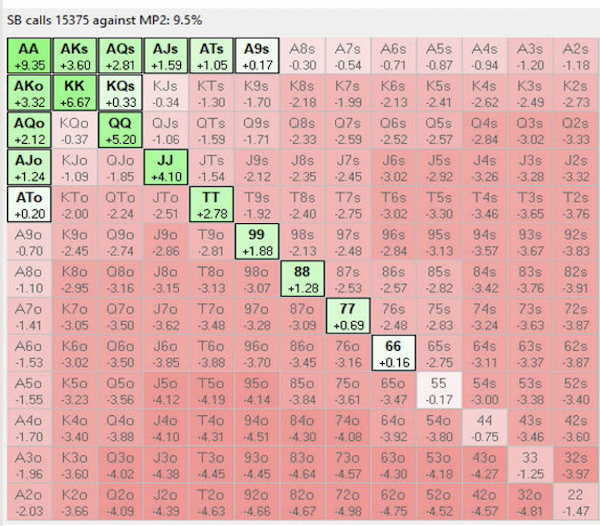 SB calls 15375 against MP2: 9.5%
AA AKs AQs AJs ATs A9s A8s A7s A6s A5s A4s A3s A2s
+9.35 +3.60 +2.81 +1.59 +1.05 +0.17 -0.30 -0.54 -0.71 -0.87 -0.94 -1.20 -1.18
AKo KK KQs KJs KTs K9s K8s K7s K6s K5s K4s K3s K2s
+3.32 +6.67 +0.33 -0.34 -1.30 -1.70 -2.18 -1.99 -2.13 -2.41 -2.62 -2.49 -2.73
AQo KQo QQ QJs QTs Q9s Q8s Q7s Q6s Q5s Q4s Q3s Q2s
+2.12 -0.37 +5.20 -1.06 -1.59 -1.71 -2.33 -2.59 -2.52 -2.57 -2.84 -3.02 -3.33
AJo KJo QJo JJ JTs J9s J8s J7s J6s J5s J4s J3s J2s
+1.24 -1.09 -1.85 +4.10 -1.54 -2.12 -2.35 -2.45 -3.02 -2.92 -3.26 -3.28 -3.32
ATo KTo QTo JTo TT T9s T8s T7s T6s T5s T4s T3s T2s
+0.20 -2.00 -2.24 -2.51 +2.78 -1.92 -2.40 -2.75 -3.02 -3.30 -3.46 -3.65 -3.76
A9o K9o Q9o J9o T9o 99 98s 97s 96s 95s 94s 93s 92s
-0.70 -2.45 -2.74 -2.86 -2.81 +1.88 -2.13 -2.48 -2.84 -3.13 -3.57 -3.67 -3.83
A8o K8o Q8o J8o T8o 98o 88 87s 86s 85s 84s 83s 82s
-1.10 -2.95 -3.16 -3.15 -3.13 -3.07 +1.28 -2.53 -2.57 -2.82 -3.42 -3.76 -3.91
A7o K7o Q7o J7o T7o 97o 87o 77 76s 75s 74s 73s 72s
-1.41 -3.05 -3.50 -3.62 -3.48 -3.28 -3.09 +0.69 -2.48 -2.83 -3.24 -3.63 -3.87
A6o K6o Q6o J6o T6o 96o 86o 76o 66 65s 64s 63s 62s
-1.53 -3.02 -3.50 -3.85 -3.88 -3.70 -3.45 -3.16 +0.16 -2.75 -3.11 -3.37 -3.87
A5o K5o Q5o J5o T5o 95o 85o 75o 65o 55 54s 53s 52s
-1.55 -3.23 -3.56 -4.12 -4.19 -4.14 -3.84 -3.61 -3.47 -0.17 -3.00 -3.38 -3.40
A4o K4o Q4o J4o T4o 94o 84o 74o 64o 54o 44 43s 42s
-1.70 -3.40 -3.88 -4.10 -4.31 -4.51 -4.30 -4.08 -3.92 -3.80 -0.75 -3.46 -3.60
A3o K3o Q3o J3o T3o 93o 83o 73o 63o 53o 43o 33 32s
-1.96 -3.60 -4.02 -4.38 -4.45 -4.45 -4.64 -4.57 -4.30 -4.18 -4.27 -1.25 -3.97
A2o K2o Q2o J2o T2o 92o 82o 72o 62o 52o 42o 32o 22
-2.03 -3.66 -4.09 -4.39 -4.63 -4.66 -4.67 -4.98 -4.75 -4.52 -4.57 -4.81 -1.47